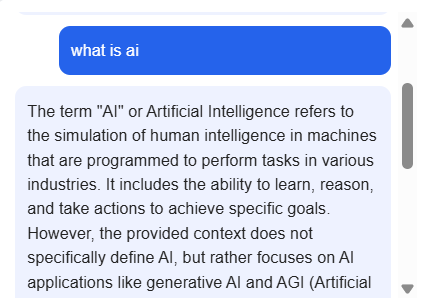 what is ai
The term "AI" or Artificial Intelligence refers to
the simulation of human intelligence in machines
that are programmed to perform tasks in various
industries. It includes the ability to learn, reason,
and take actions to achieve specific goals.
However, the provided context does not
specifically define AI, but rather focuses on AI
applications like generative AI and AGI (Artificial